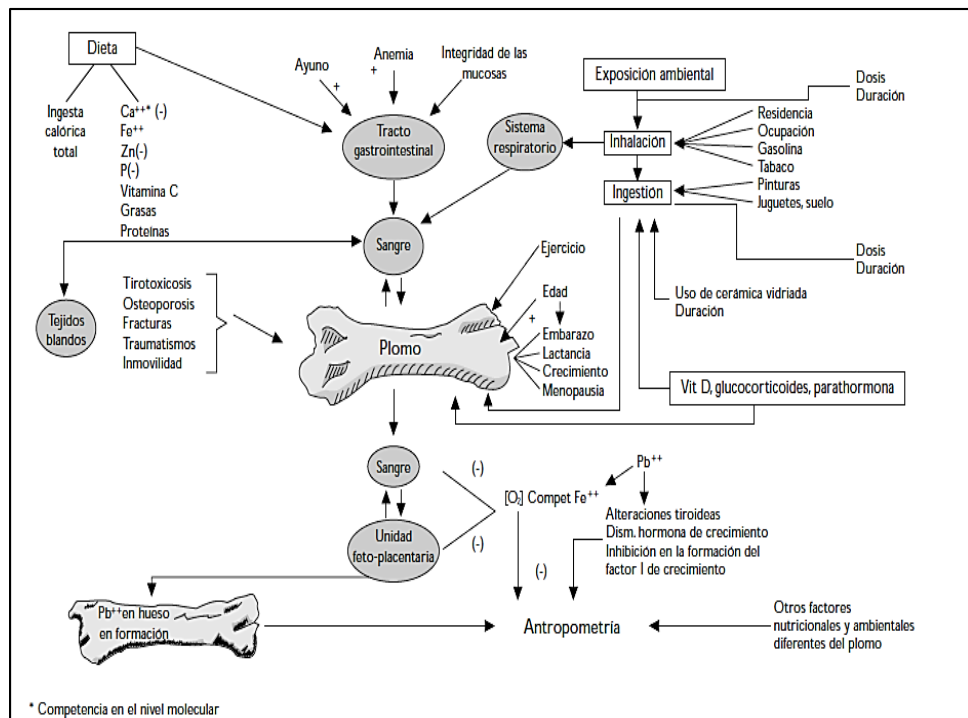 Dieta
Ayuno
+
Anemia
+
Integridad de las
mucosas
Exposición ambiental
Dosis
Duración
Ingesta
calórica
total
Ca⁺⁺* (-)
Fe⁺⁺
Zn(-)
P(-)
Vitamina C
Grasas
Proteínas
Tracto
gastrointestinal
Sistema
respiratorio
Inhalación
Residencia
Ocupación
Gasolina
Tabaco
Ingestión
Pinturas
Juguetes, suelo
Sangre
Dosis
Duración
Uso de cerámica vidriada
Duración
Tejidos
blandos
Tirotoxicosis
Osteoporosis
Fracturas
Traumatismos
Inmovilidad
Plomo
Ejercicio
Edad
+
Embarazo
Lactancia
Crecimiento
Menopausia
Vit D, glucocorticoides, parathormona
Sangre
(-)
[O₂] Compet Fe⁺⁺
Pb⁺⁺
Unidad
feto-placentaria
(-)
Alteraciones tiroideas
Dism. hormona de crecimiento
Inhibición en la formación del
factor I de crecimiento
(-)
Pb⁺⁺en hueso
en formación
Antropometría
Otros factores
nutricionales y ambientales
diferentes del plomo
* Competencia en el nivel molecular